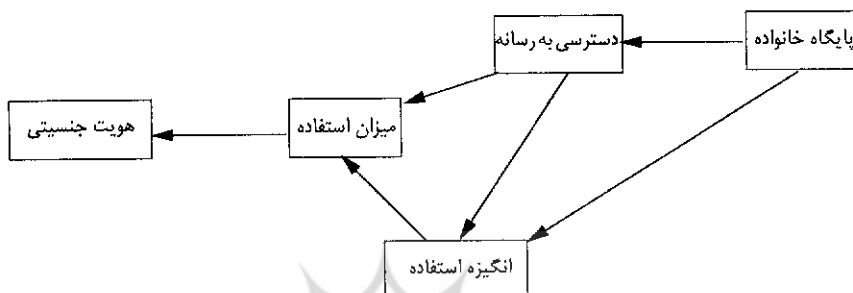 پایگاه خانواده
دسترسی به رسانه
میزان استفاده
هویت جنسیتی
انگیزه استفاده